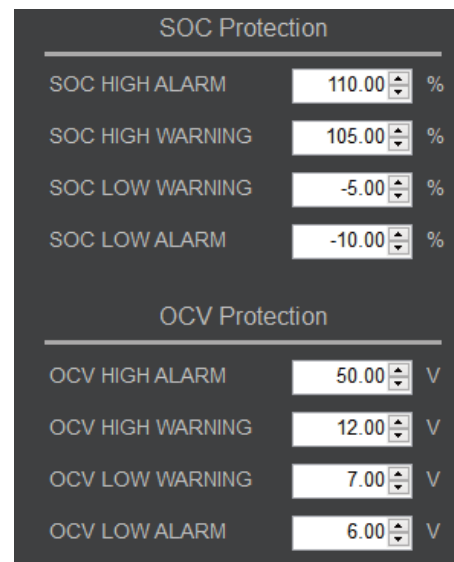 SOC Protection
SOC HIGH ALARM 110.00 %
SOC HIGH WARNING 105.00 %
SOC LOW WARNING -5.00 %
SOC LOW ALARM -10.00 %
OCV Protection
OCV HIGH ALARM 50.00 V
OCV HIGH WARNING 12.00 V
OCV LOW WARNING 7.00 V
OCV LOW ALARM 6.00 V